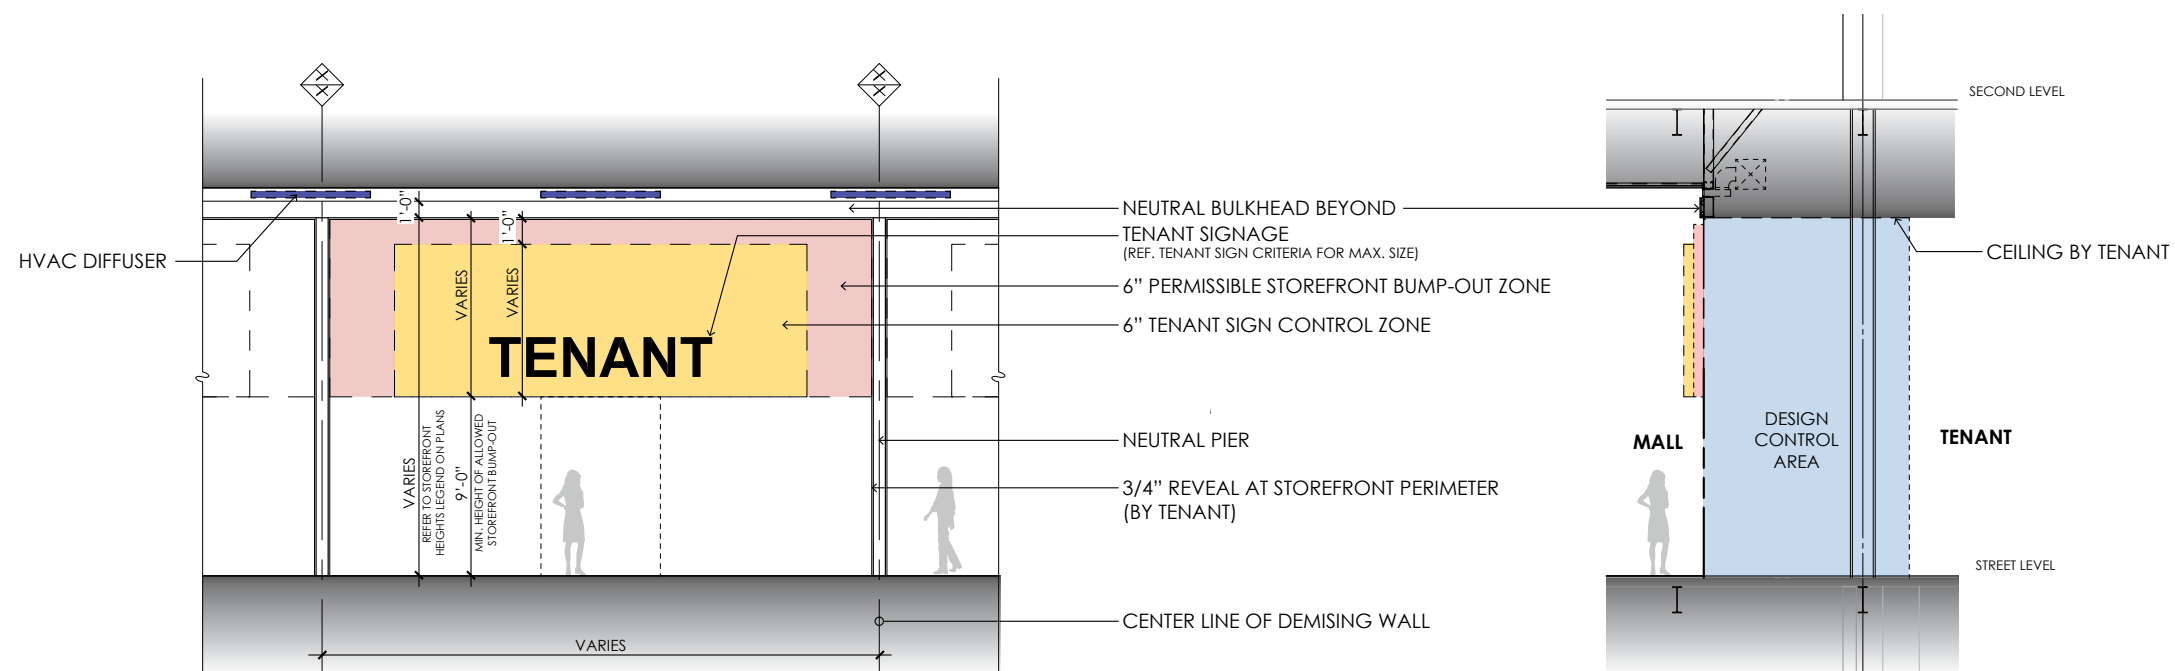 X
X
X
X
SECOND LEVEL
1'-0"
1'-0"
NEUTRAL BULKHEAD BEYOND
TENANT SIGNAGE
(REF. TENANT SIGN CRITERIA FOR MAX. SIZE)
HVAC DIFFUSER
CEILING BY TENANT
6” PERMISSIBLE STOREFRONT BUMP-OUT ZONE
VARIES
VARIES
6” TENANT SIGN CONTROL ZONE
TENANT
DESIGN
CONTROL
AREA
MALL
TENANT
NEUTRAL PIER
VARIES
REFER TO STOREFRONT
HEIGHTS LEGEND ON PLANS
9'-0"
MIN. HEIGHT OF ALLOWED
STOREFRONT BUMP-OUT
3/4” REVEAL AT STOREFRONT PERIMETER
(BY TENANT)
STREET LEVEL
CENTER LINE OF DEMISING WALL
VARIES